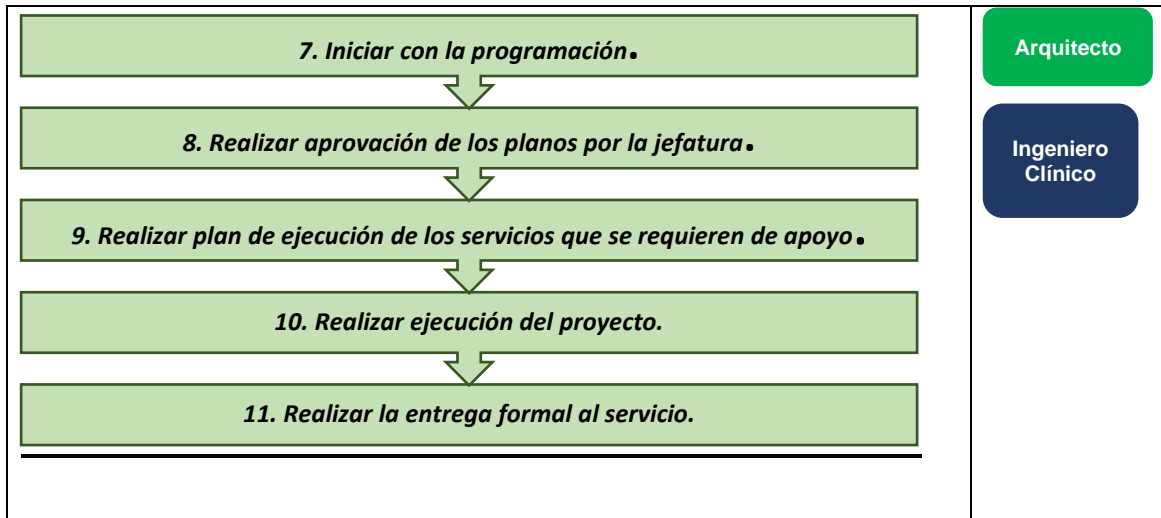 7. Iniciar con la programación.
8. Realizar aprovación de los planos por la jefatura.
9. Realizar plan de ejecución de los servicios que se requieren de apoyo.
10. Realizar ejecución del proyecto.
11. Realizar la entrega formal al servicio.
Arquitecto
Ingeniero
Clínico